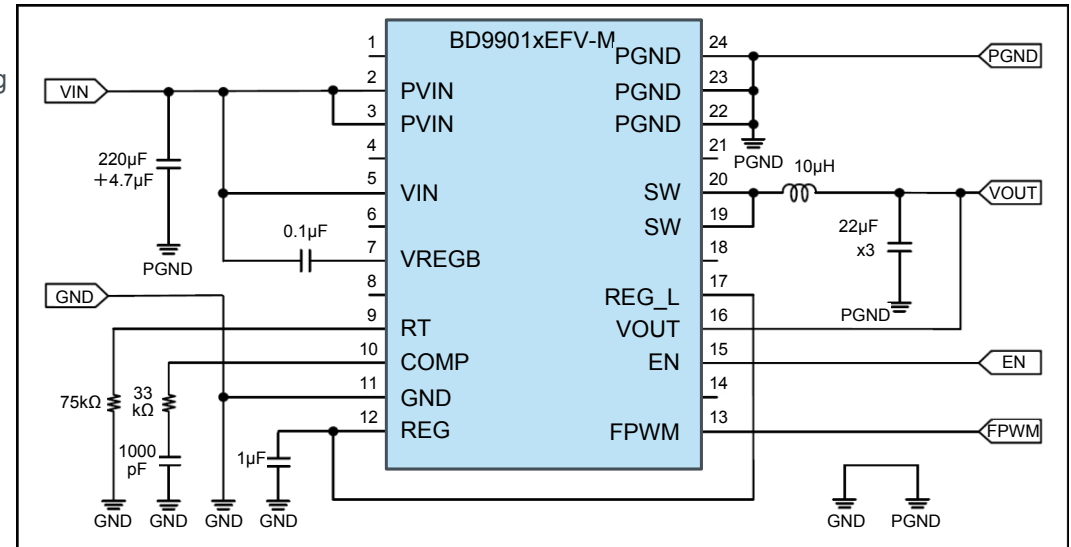 g
BD9901xEFV-M
1
2 PVIN
3 PVIN
4
5 VIN
6
7 VREGB
8
9 RT
10 COMP
11 GND
12 REG
PGND 24
PGND 23
PGND 22
21
SW 20
SW 19
18
REG_L 17
VOUT 16
EN 15
14
FPWM 13
VIN
220μF
+4.7μF
PGND
0.1μF
GND
75kΩ
33
kΩ
1000
pF
1μF
GND
GND
GND
GND
PGND
PGND
10μH
VOUT
22μF
x3
PGND
EN
FPWM
GND
PGND